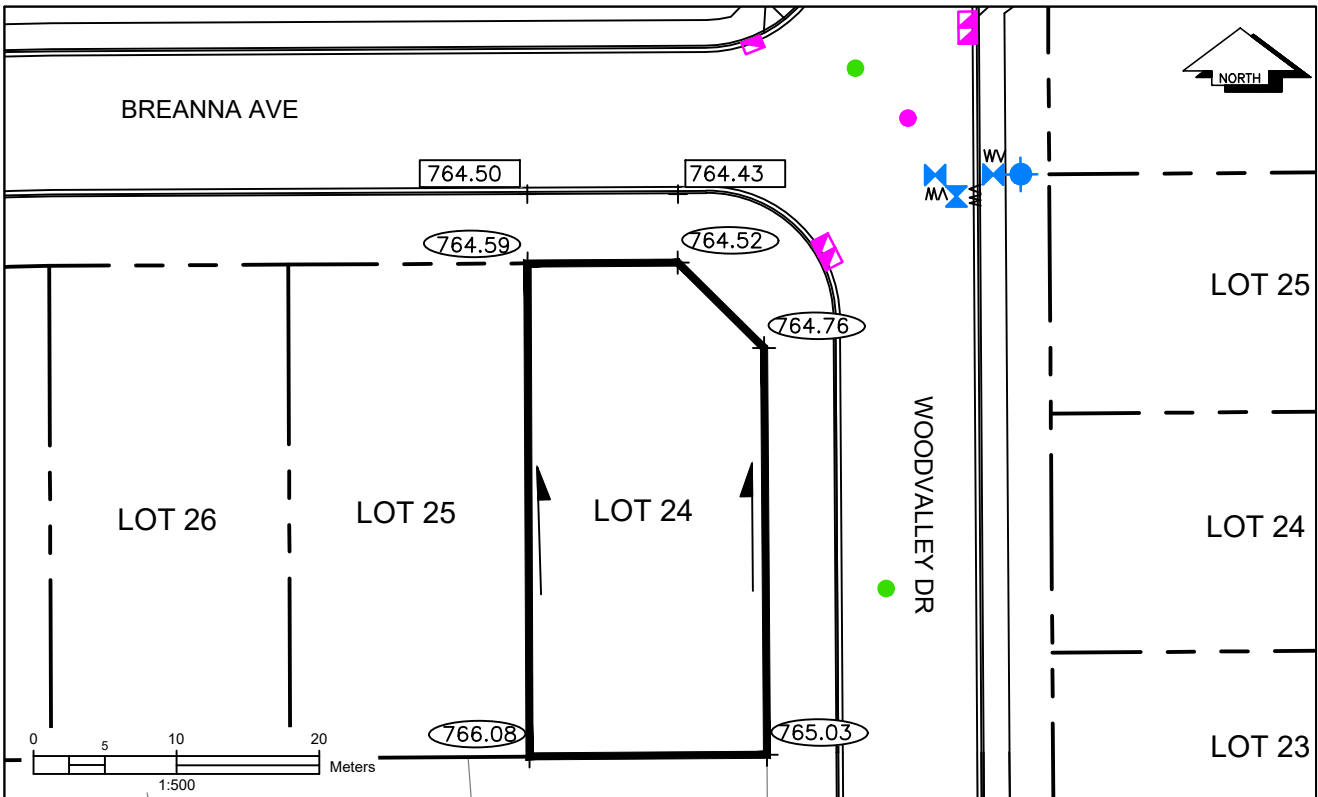 NORTH
BREANNA AVE
WV
764.50
764.43
WV
WV
764.59
764.52
LOT 25
764.76
WOODVALLEY DR
LOT 26
LOT 25
LOT 24
LOT 24
766.08
765.03
LOT 23
0
5
10
20
Meters
1:500